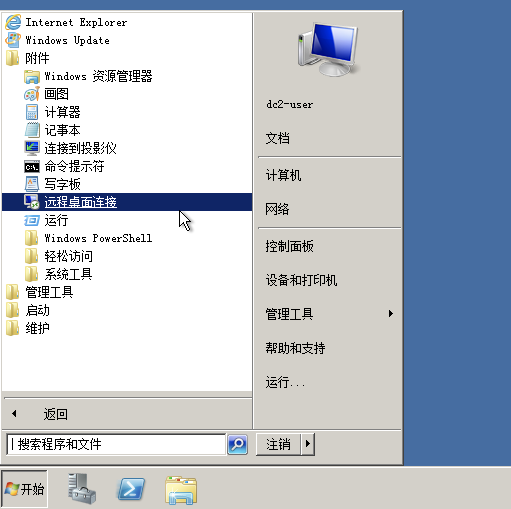 Internet Explorer
Windows Update
附件
Windows 资源管理器
画图
计算器
记事本
连接到投影仪
命令提示符
写字板
远程桌面连接
运行
Windows PowerShell
轻松访问
系统工具
管理工具
启动
维护
返回
搜索程序和文件
dc2-user
文档
计算机
网络
控制面板
设备和打印机
管理工具
帮助和支持
运行...
注销
开始